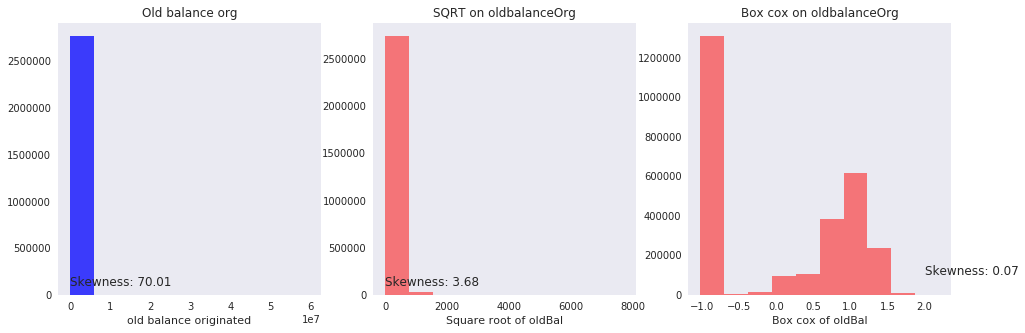 Old balance org
2500000
2000000
1500000
1000000
500000
0
Skewness: 70.01
0 1 2 3 4 5 6
1e7
old balance originated
SQRT on oldbalanceOrg
2500000
2000000
1500000
1000000
500000
0
Skewness: 3.68
0 2000 4000 6000 8000
Square root of oldBal
Box cox on oldbalanceOrg
1200000
1000000
800000
600000
400000
200000
0
Skewness: 0.07
−1.0 −0.5 0.0 0.5 1.0 1.5 2.0
Box cox of oldBal